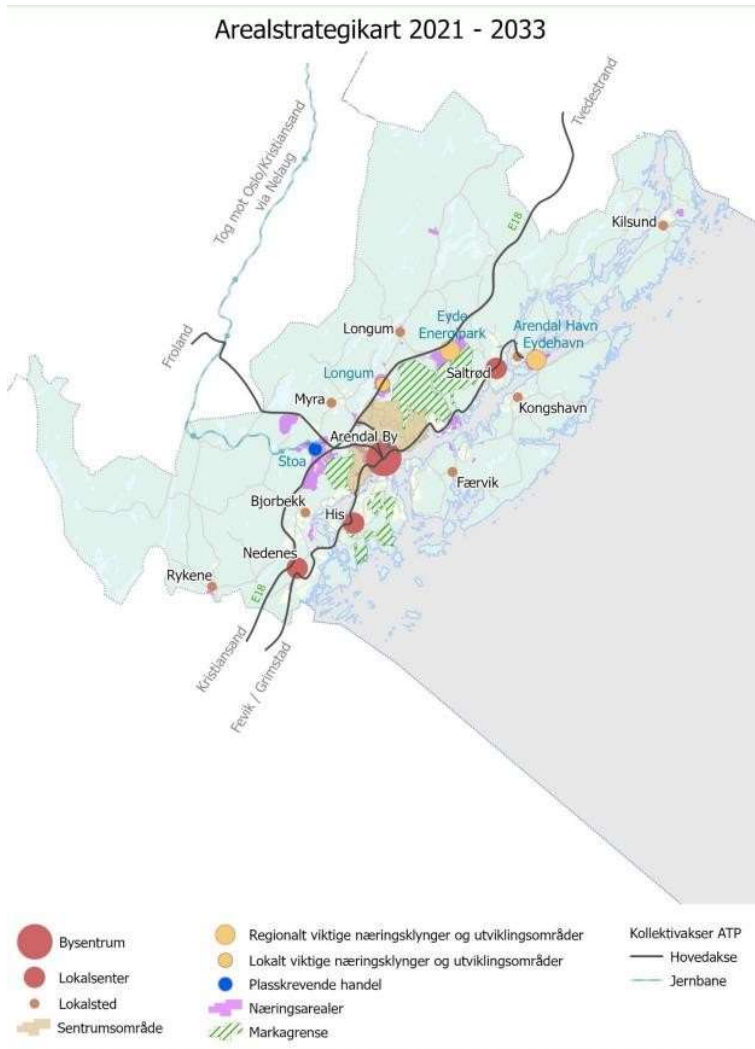 Arealstrategikart 2021 - 2033
Tvedestrand
Tog mot Oslo/Kristiansand
via Nelaug
E18
Kilsund
Froland
Longum
Eyde
Energipark
Arendal Havn
Eydehavn
Longum
Saltrød
Myra
Kongshavn
Arendal By
Stoa
Færvik
Bjorbekk
His
Nedenes
Rykene
E18
Kristiansand
Fevik / Grimstad
Bysentrum
Lokalsenter
Lokalsted
Sentrumsområde
Regionalt viktige næringsklynger og utviklingsområder
Lokalt viktige næringsklynger og utviklingsområder
Plasskrevende handel
Næringsarealer
Markagrense
Kollektivakser ATP
Hovedakse
Jernbane